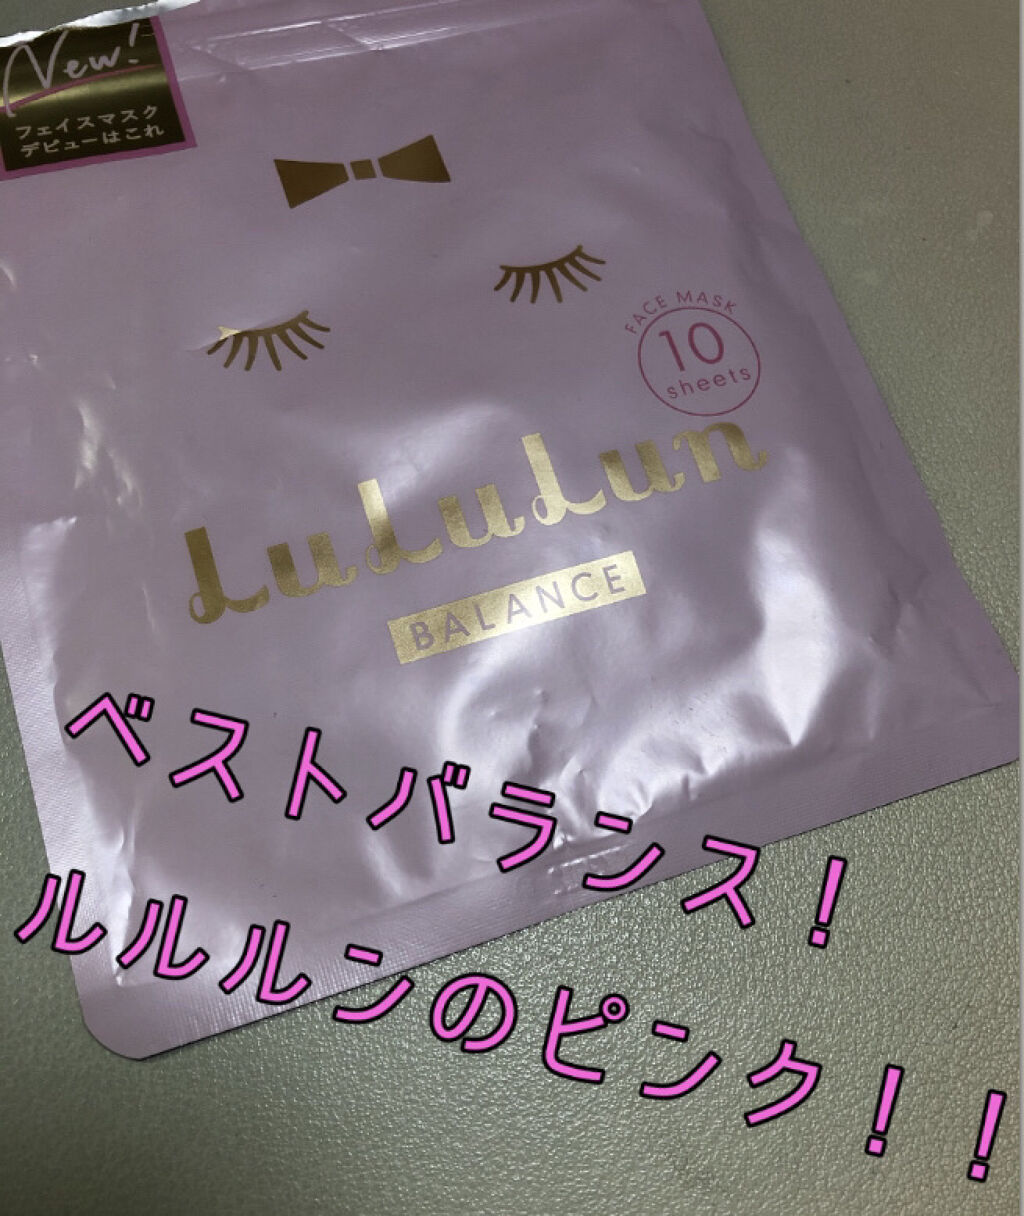 New!
フェイスマスク
デビューはこれ
FACE MASK
10
sheets
LuLuLun
BALANCE
ベストバランス！
ルルルンのピンク！！